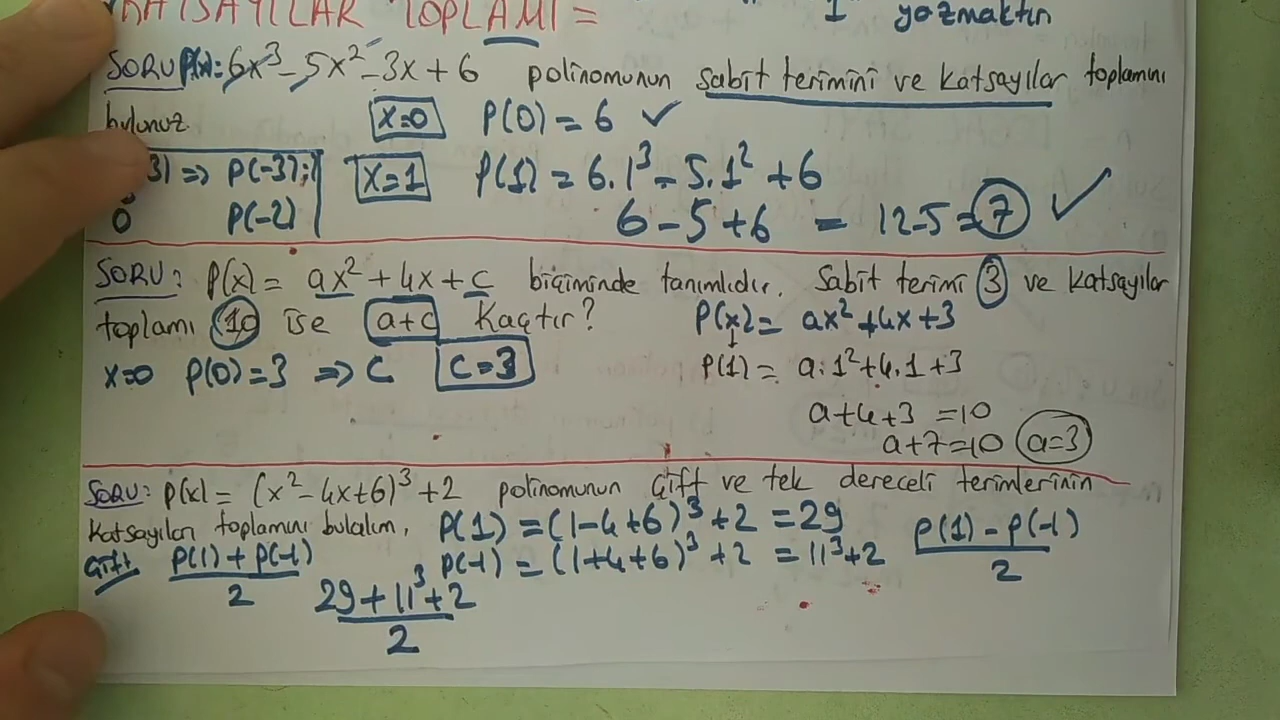 KATSAYILAR TOPLAMI = "1" yazmaktır
SORU P(x)= 6x³ - 5x² - 3x + 6 polinomunun sabit terimini ve katsayılar toplamını
bulunuz x=0 P(0) = 6 ✓
3) => P(-3) x=1 P(1) = 6.1³ - 5.1² + 6
0 P(-2) 6 - 5 + 6 = 12-5=7 ✓
SORU: P(x) = ax² + 4x + c biçiminde tanımlıdır. Sabit terimi 3 ve katsayılar
toplamı 10 ise a+c kaçtır? P(x) = ax² + 4x + 3
x=0 P(0) = 3 => c c=3 P(1) = a.1² + 4.1 + 3
a+4+3 = 10
a+7=10 a=3
SORU: P(x) = (x² - 4x + 6)³ + 2 polinomunun Çift ve tek dereceli terimlerinin
katsayıları toplamını bulalım, P(1) = (1-4+6)³ + 2 = 29 P(1) - P(-1) / 2
Çift P(1) + P(-1) / 2 P(-1) = (1+4+6)³ + 2 = 11³+2
29 + 11³ + 2 / 2